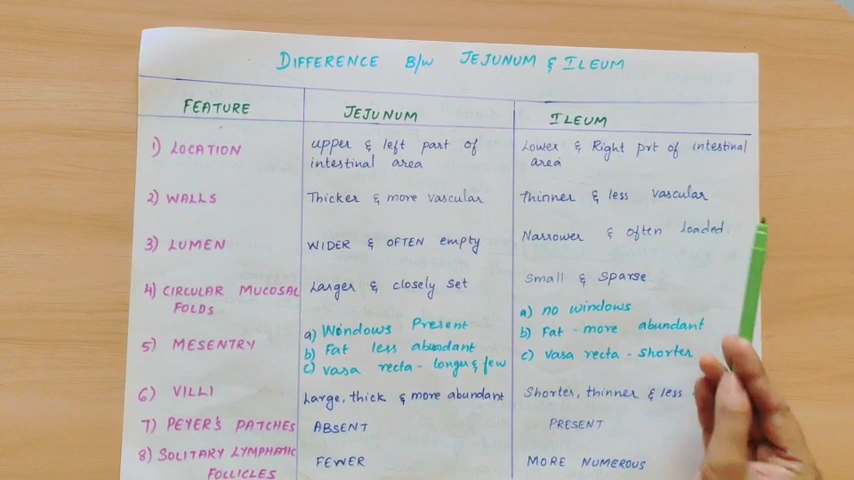 DIFFERENCE B/W JEJUNUM & ILEUM
FEATURE JEJUNUM ILEUM
1) LOCATION upper & left part of intestinal area Lower & Right prt of intestinal area
2) WALLS Thicker & more vascular Thinner & less vascular
3) LUMEN WIDER & OFTEN empty Narrower & often loaded.
4) CIRCULAR MUCOSAL FOLDS Larger & closely set Small & sparse
5) MESENTRY a) Windows Present a) no windows
b) Fat less abundant b) Fat - more abundant
c) vasa recta - longer & few c) vasa recta - shorter
6) VILLI Large, thick & more abundant Shorter, thinner & less
7) PEYER'S PATCHES ABSENT PRESENT
8) SOLITARY LYMPHATIC FOLLICLES FEWER MORE NUMEROUS